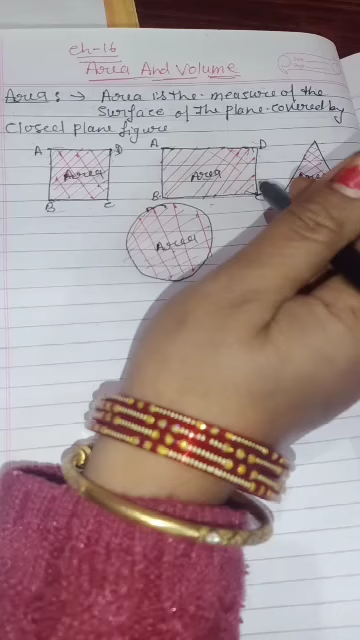 ch-16
Area And Volume
Area :→ Area is the measure of the
surface of The plane covered by
Closed plane figure
A D A D
Area Area Area
B C B C
Area